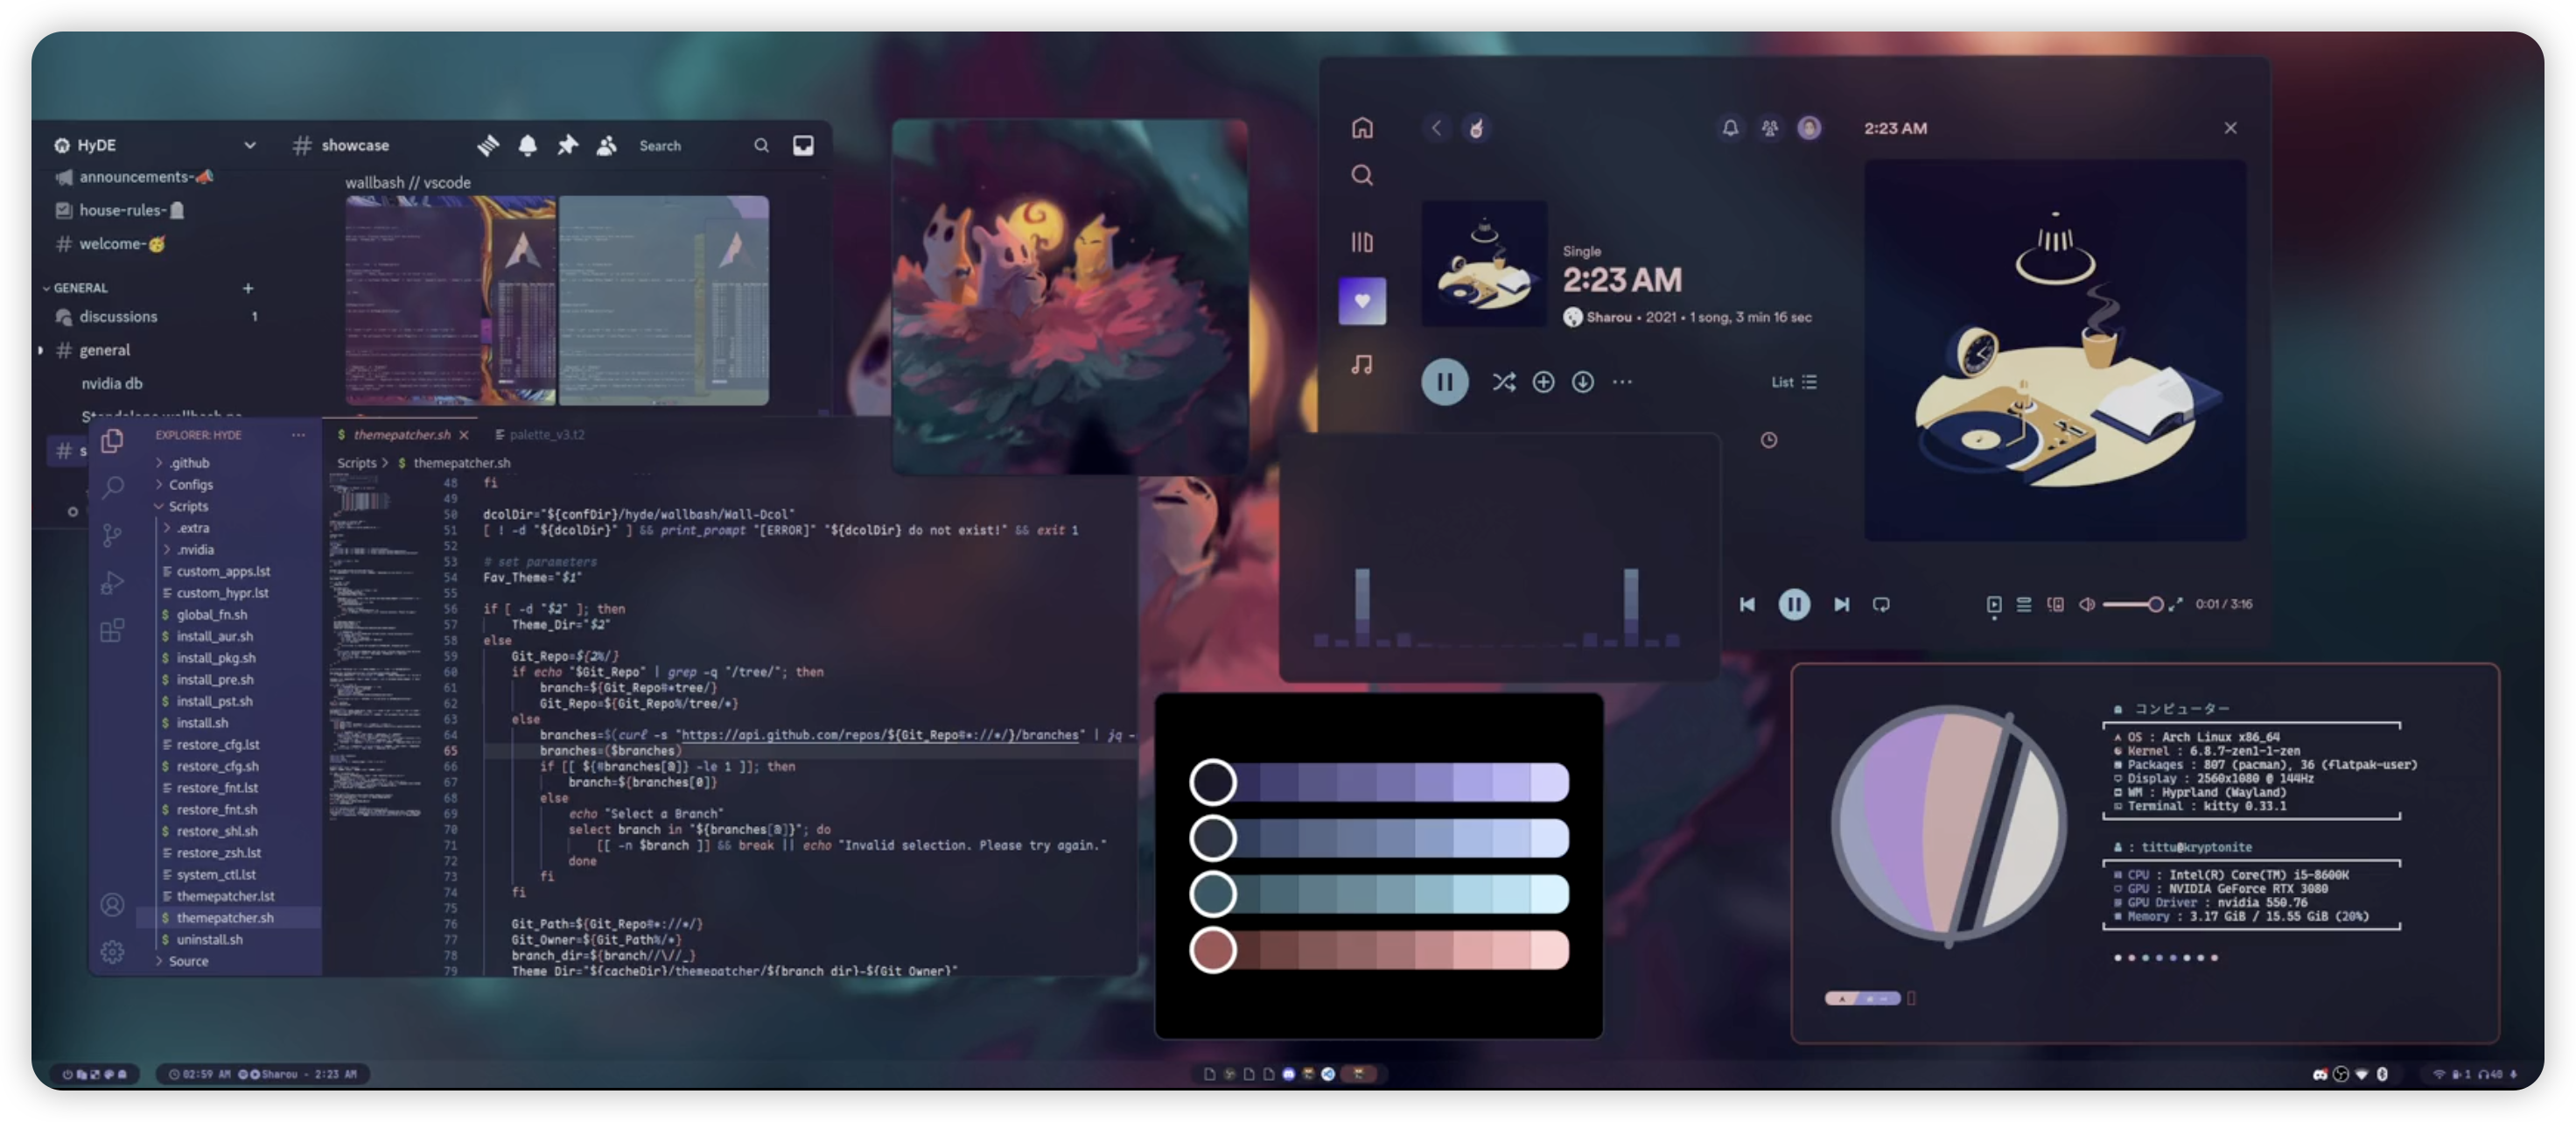 HyDE
# showcase
Search
announcements-📣
house-rules-
# welcome-🥳
GENERAL +
discussions 1
# general
nvidia db
# s
wallbash // vscode
EXPLORER: HYDE ...
.github
Configs
Scripts
.extra
.nvidia
custom_apps.lst
custom_hypr.lst
$ global_fn.sh
$ install_aur.sh
$ install_pkg.sh
$ install_pre.sh
$ install_pst.sh
$ install.sh
restore_cfg.lst
$ restore_cfg.sh
restore_fnt.lst
$ restore_fnt.sh
$ restore_shl.sh
restore_zsh.lst
system_ctl.lst
themepatcher.lst
$ themepatcher.sh
$ uninstall.sh
Source
$ themepatcher.sh
palette_v3.t2
Scripts > $ themepatcher.sh
48 fi
49
50 dcolDir="${confDir}/hyde/wallbash/Wall-Dcol"
51 [ ! -d "${dcolDir}" ] && print_prompt "[ERROR]" "${dcolDir} do not exist!" && exit 1
52
53 # set parameters
54 Fav_Theme="$1"
55
56 if [ -d "$2" ]; then
57 Theme_Dir="$2"
58 else
59 Git_Repo=${2%/}
60 if echo "$Git_Repo" | grep -q "/tree/"; then
61 branch=${Git_Repo#*tree/}
62 Git_Repo=${Git_Repo%/tree/*}
63 else
64 branches=$(curl -s "https://api.github.com/repos/${Git_Repo#*://*/}/branches" | jq -
65 branches=($branches)
66 if [[ ${#branches[@]} -le 1 ]]; then
67 branch=${branches[0]}
68 else
69 echo "Select a Branch"
70 select branch in "${branches[@]}"; do
71 [[ -n $branch ]] && break || echo "Invalid selection. Please try again."
72 done
73 fi
74 fi
75
76 Git_Path=${Git_Repo#*://*/}
77 Git_Owner=${Git_Path%/*}
78 branch_dir=${branch//\//_}
79 Theme_Dir="${cacheDir}/themepatcher/${branch_dir}-${Git_Owner}"
2:23 AM
Single
2:23 AM
Sharou • 2021 • 1 song, 3 min 16 sec
List
0:01 / 3:16
コンピューター
OS : Arch Linux x86_64
Kernel : 6.8.7-zen1-1-zen
Packages : 807 (pacman), 36 (flatpak-user)
Display : 2560x1080 @ 144Hz
WM : Hyprland (Wayland)
Terminal : kitty 0.33.1
: tittu@kryptonite
CPU : Intel(R) Core(TM) i5-8600K
GPU : NVIDIA GeForce RTX 3080
GPU Driver : nvidia 550.76
Memory : 3.17 GiB / 15.55 GiB (20%)
02:59 AM
Sharou - 2:23 AM
1
40